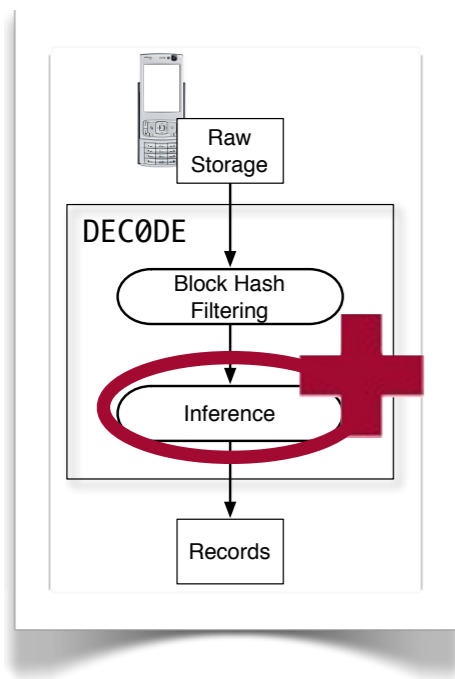 Raw
Storage
DEC0DE
Block Hash
Filtering
Inference
Records